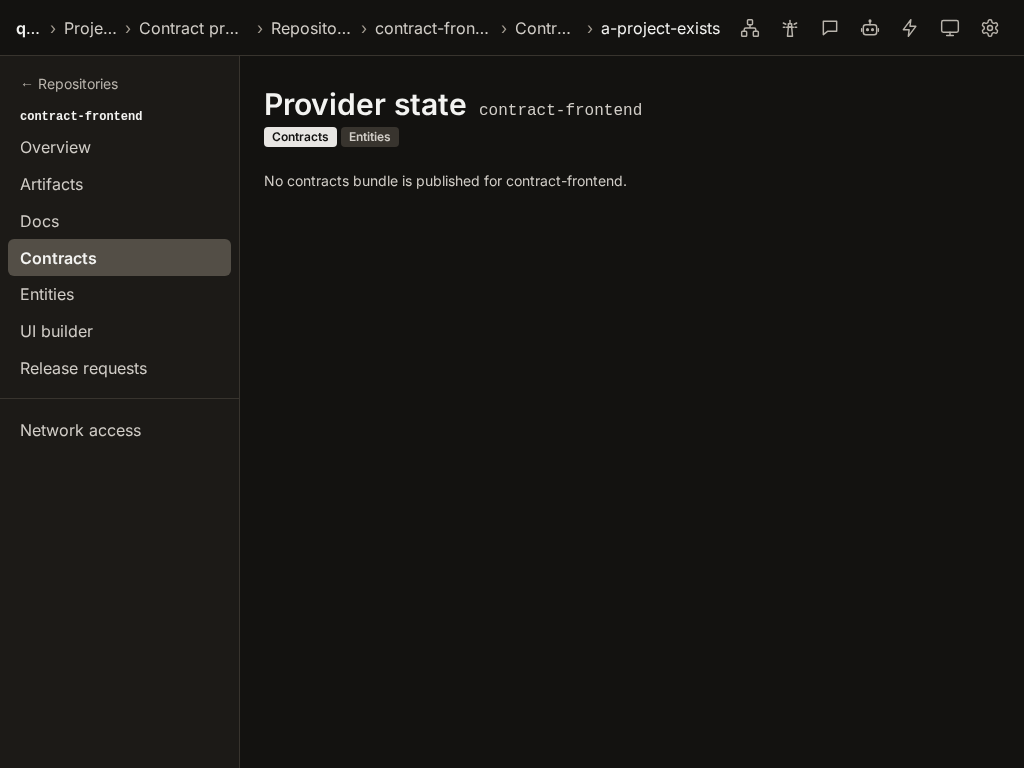 q... › Proje... › Contract pr... › Reposito... › contract-fron... › Contr... › a-project-exists
← Repositories
contract-frontend
Overview
Artifacts
Docs
Contracts
Entities
UI builder
Release requests
Network access
Provider state contract-frontend
Contracts Entities
No contracts bundle is published for contract-frontend.